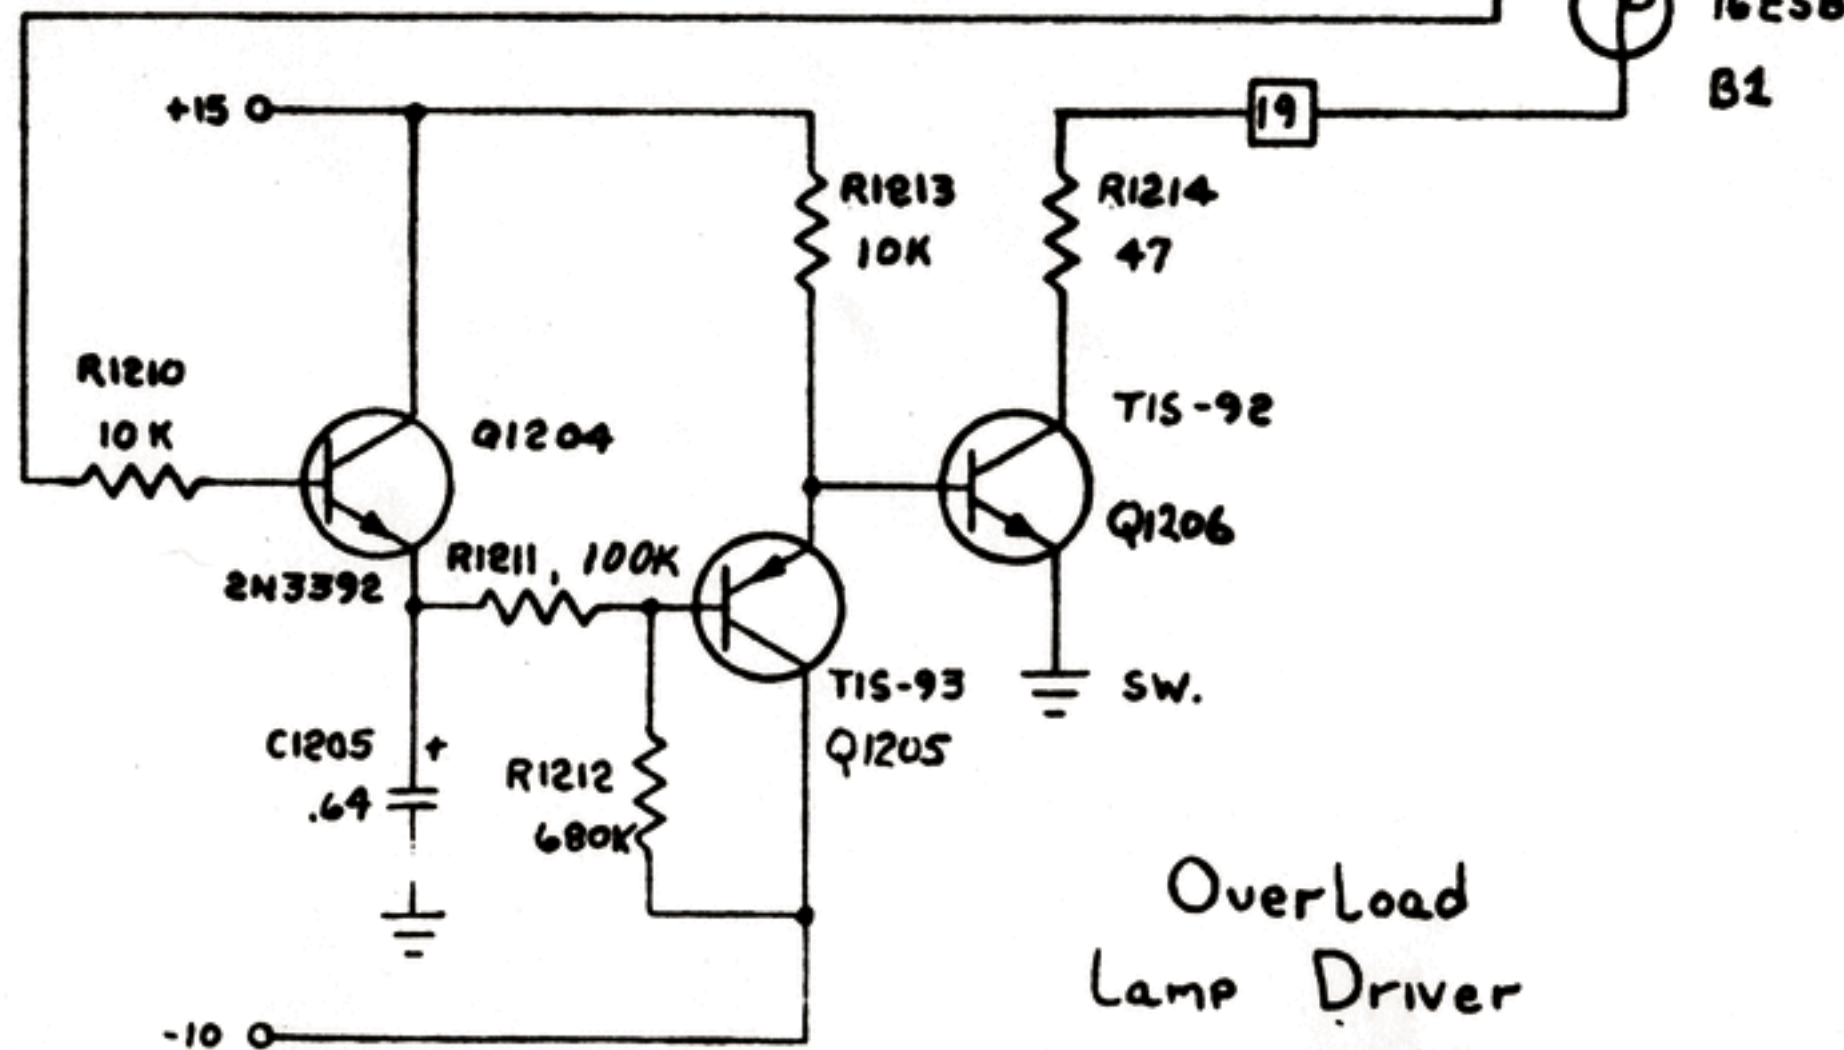 B1
+15
19
R1213
10K
R1214
47
R1210
10K
TIS-92
Q1204
Q1206
R1211, 100K
2N3392
TIS-93
SW.
Q1205
C1205 +
.64
R1212
680K
Overload
Lamp Driver
-10